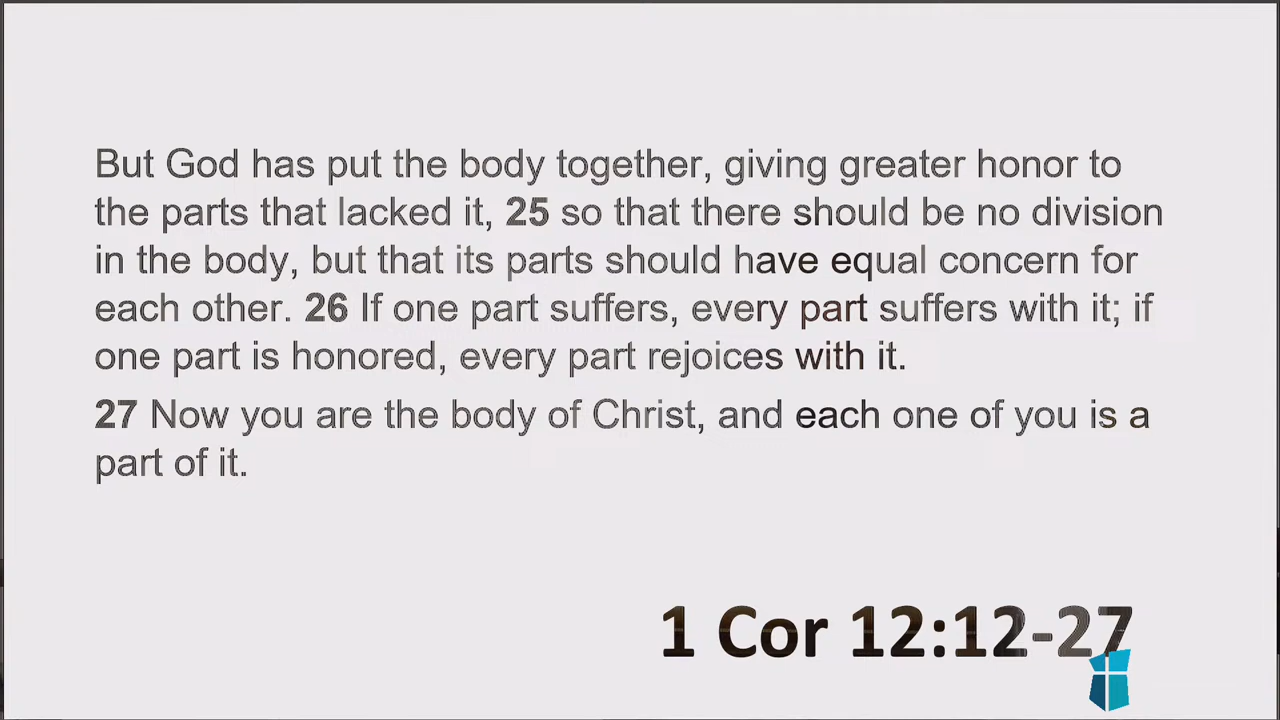 But God has put the body together, giving greater honor to
the parts that lacked it, 25 so that there should be no division
in the body, but that its parts should have equal concern for
each other. 26 If one part suffers, every part suffers with it; if
one part is honored, every part rejoices with it.
27 Now you are the body of Christ, and each one of you is a
part of it.
1 Cor 12:12-27